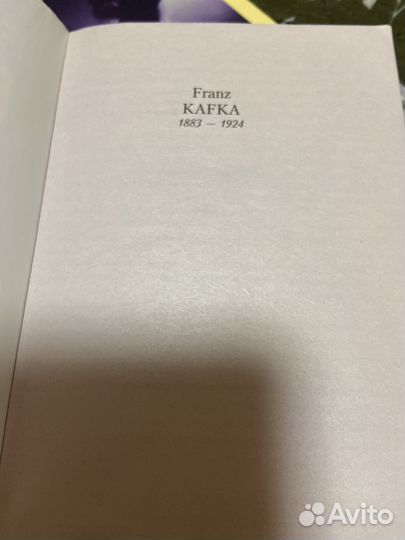 Franz
KAFKA
1883 — 1924
Avito